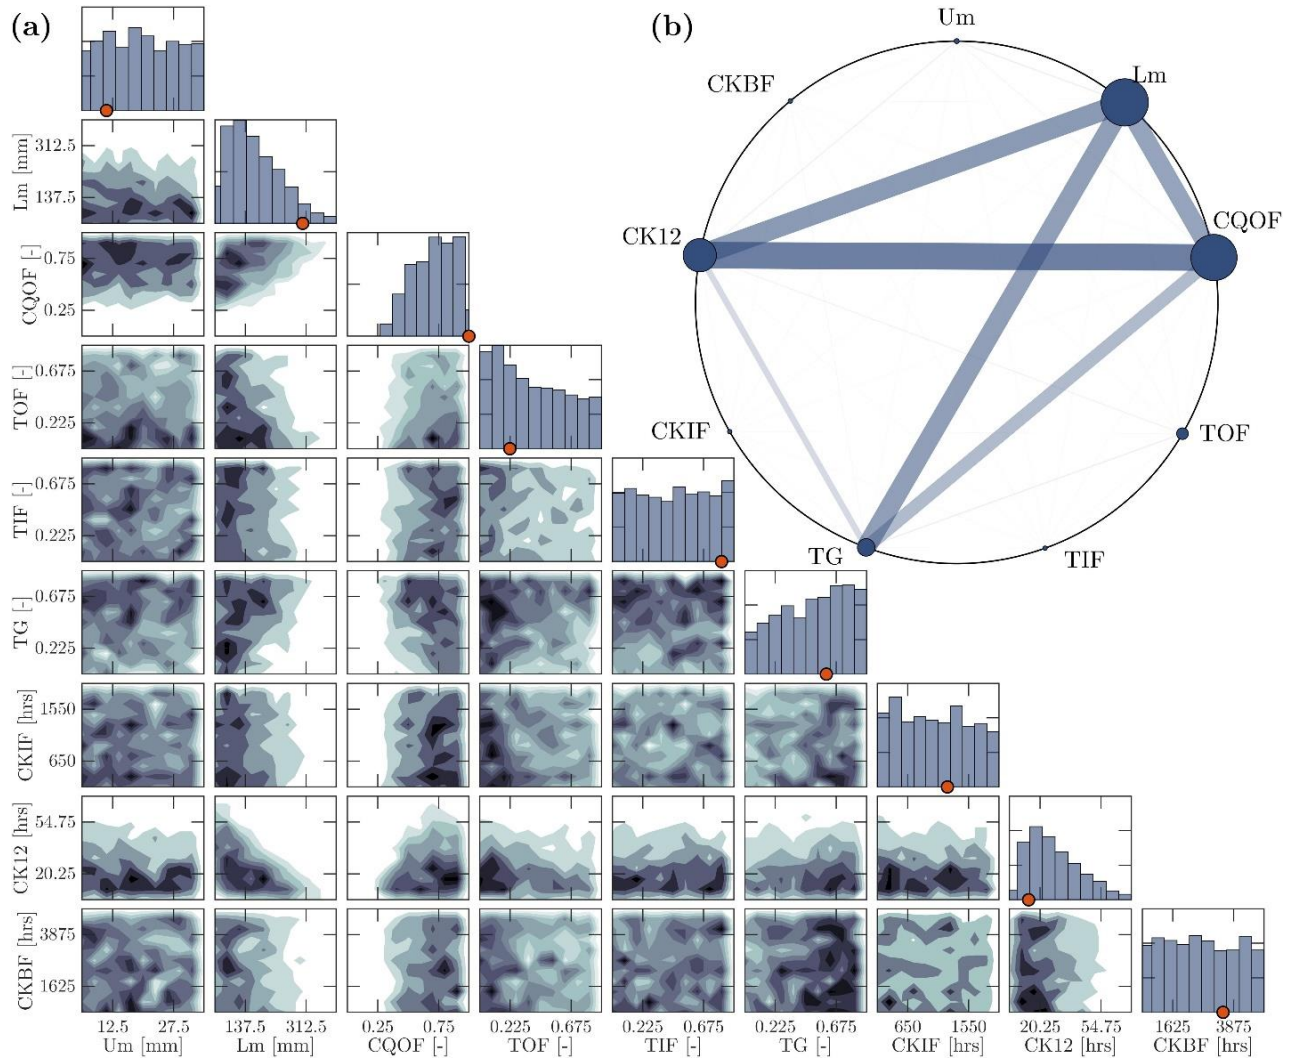 (a)
(b)
Um
Lm
CKBF
CQOF
CK12
TOF
CKIF
TG
TIF
Lm [mm]
312.5
137.5
CQOF [-]
0.75
0.25
TOF [-]
0.675
0.225
TIF [-]
0.675
0.225
TG [-]
0.675
0.225
CKIF [hrs]
1550
650
CK12 [hrs]
54.75
20.25
CKBF [hrs]
3875
1625
12.5 27.5 137.5 312.5 0.25 0.75 0.225 0.675 0.225 0.675 0.225 0.675 650 1550 20.25 54.75 1625 3875
Um [mm] Lm [mm] CQOF [-] TOF [-] TIF [-] TG [-] CKIF [hrs] CK12 [hrs] CKBF [hrs]